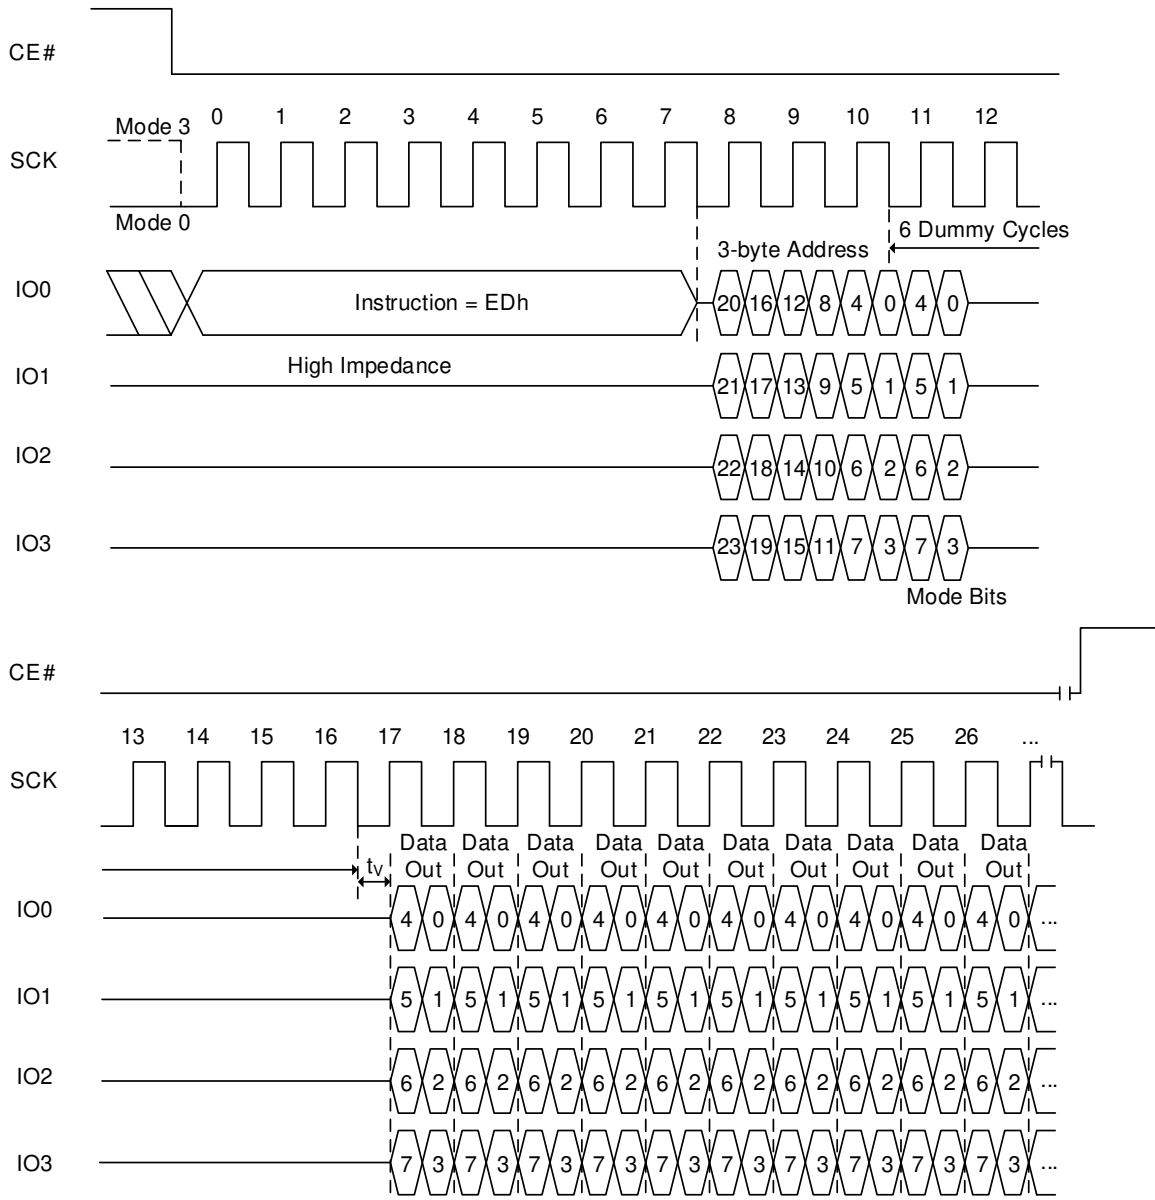 CE#
Mode 3 0 1 2 3 4 5 6 7 8 9 10 11 12
SCK
Mode 0
6 Dummy Cycles
3-byte Address
IO0 Instruction = EDh 20 16 12 8 4 0 4 0
High Impedance
IO1 21 17 13 9 5 1 5 1
IO2 22 18 14 10 6 2 6 2
IO3 23 19 15 11 7 3 7 3
Mode Bits
CE#
13 14 15 16 17 18 19 20 21 22 23 24 25 26 ...
SCK
Data Data Data Data Data Data Data Data Data Data
tV Out Out Out Out Out Out Out Out Out Out
IO0 4 0 4 0 4 0 4 0 4 0 4 0 4 0 4 0 4 0 4 0 ...
IO1 5 1 5 1 5 1 5 1 5 1 5 1 5 1 5 1 5 1 5 1 ...
IO2 6 2 6 2 6 2 6 2 6 2 6 2 6 2 6 2 6 2 6 2 ...
IO3 7 3 7 3 7 3 7 3 7 3 7 3 7 3 7 3 7 3 7 3 ...